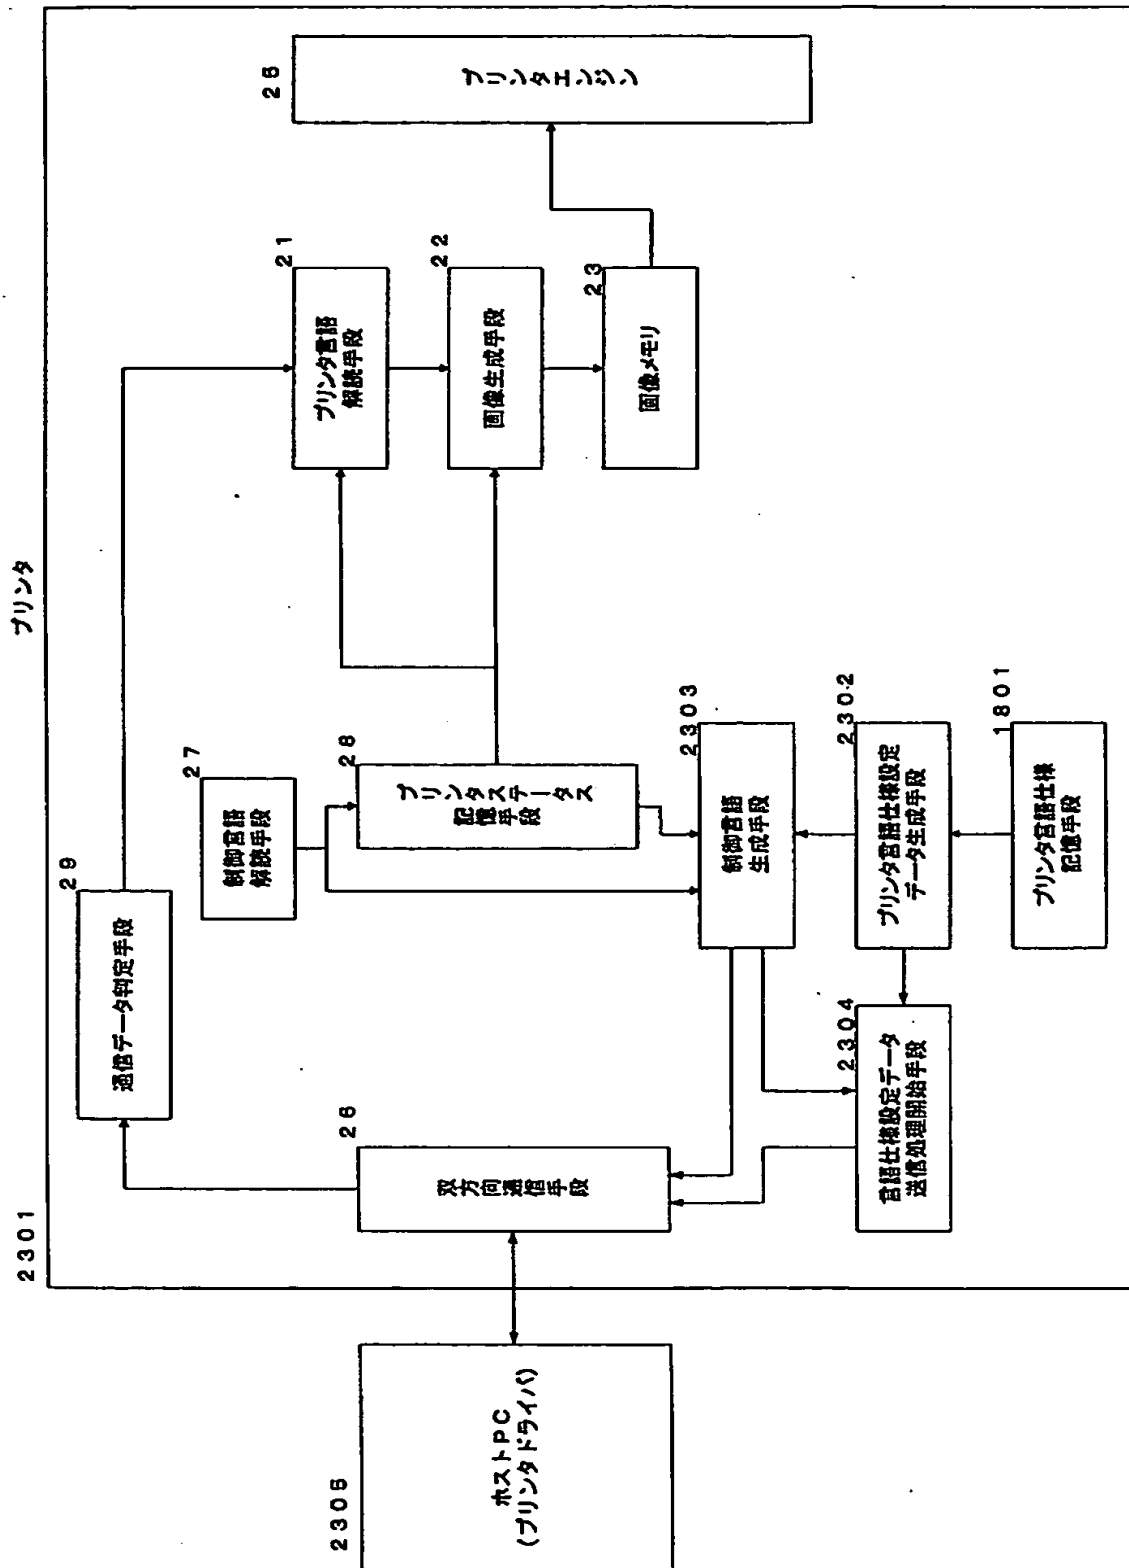 プリンタ
2301
29
通信データ判定手段
27
制御言語
解読手段
2305
ホストPC
(プリンタドライバ)
26
双方向通信手段
28
プリンタステータス
記憶手段
21
プリンタ言語
解読手段
25
プリンタエンジン
22
画像生成手段
23
画像メモリ
2303
制御言語
生成手段
2304
言語仕様設定データ
送信処理開始手段
2302
プリンタ言語仕様設定
データ生成手段
1801
プリンタ言語仕様
記憶手段